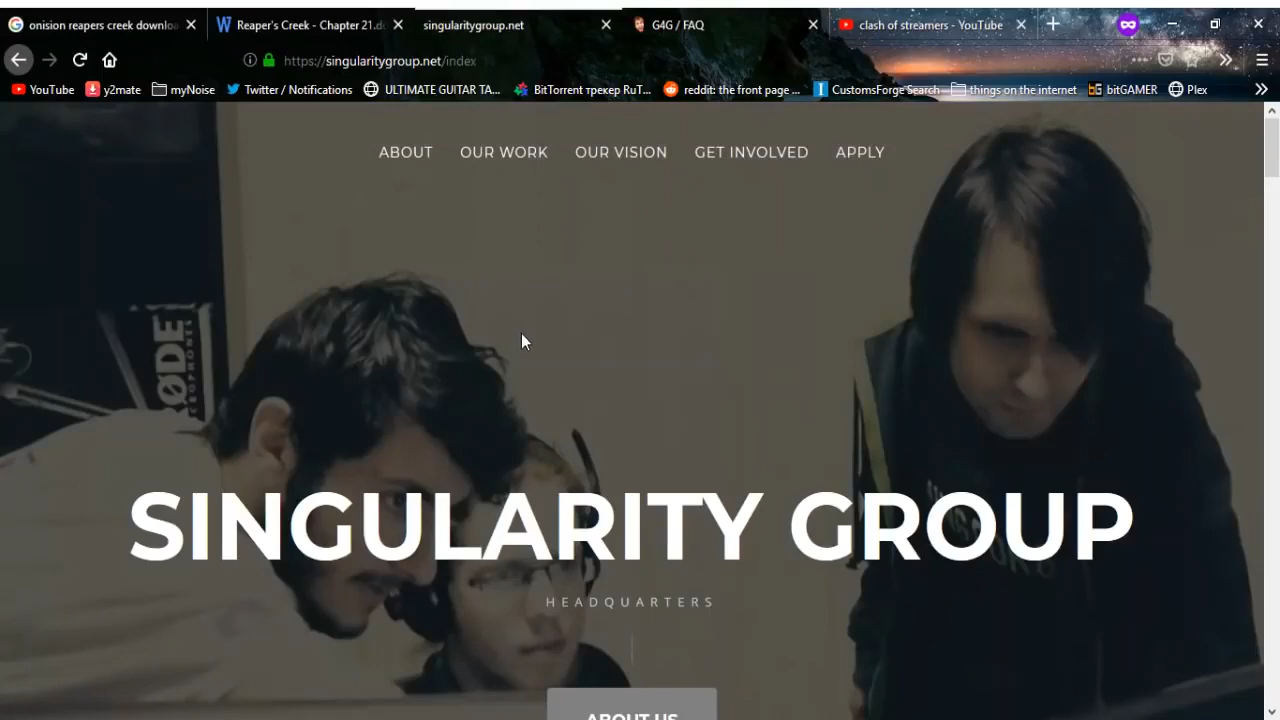 onision reapers creek downloa
Reaper's Creek - Chapter 21.d
singularitygroup.net
G4G / FAQ
clash of streamers - YouTube
https://singularitygroup.net/index
YouTube
y2mate
myNoise
Twitter / Notifications
ULTIMATE GUITAR TA...
BitTorrent трекер RuT...
reddit: the front page ...
CustomsForge Search
things on the internet
bitGAMER
Plex
ABOUT
OUR WORK
OUR VISION
GET INVOLVED
APPLY
RØDE
SINGULARITY GROUP
HEADQUARTERS
ABOUT US